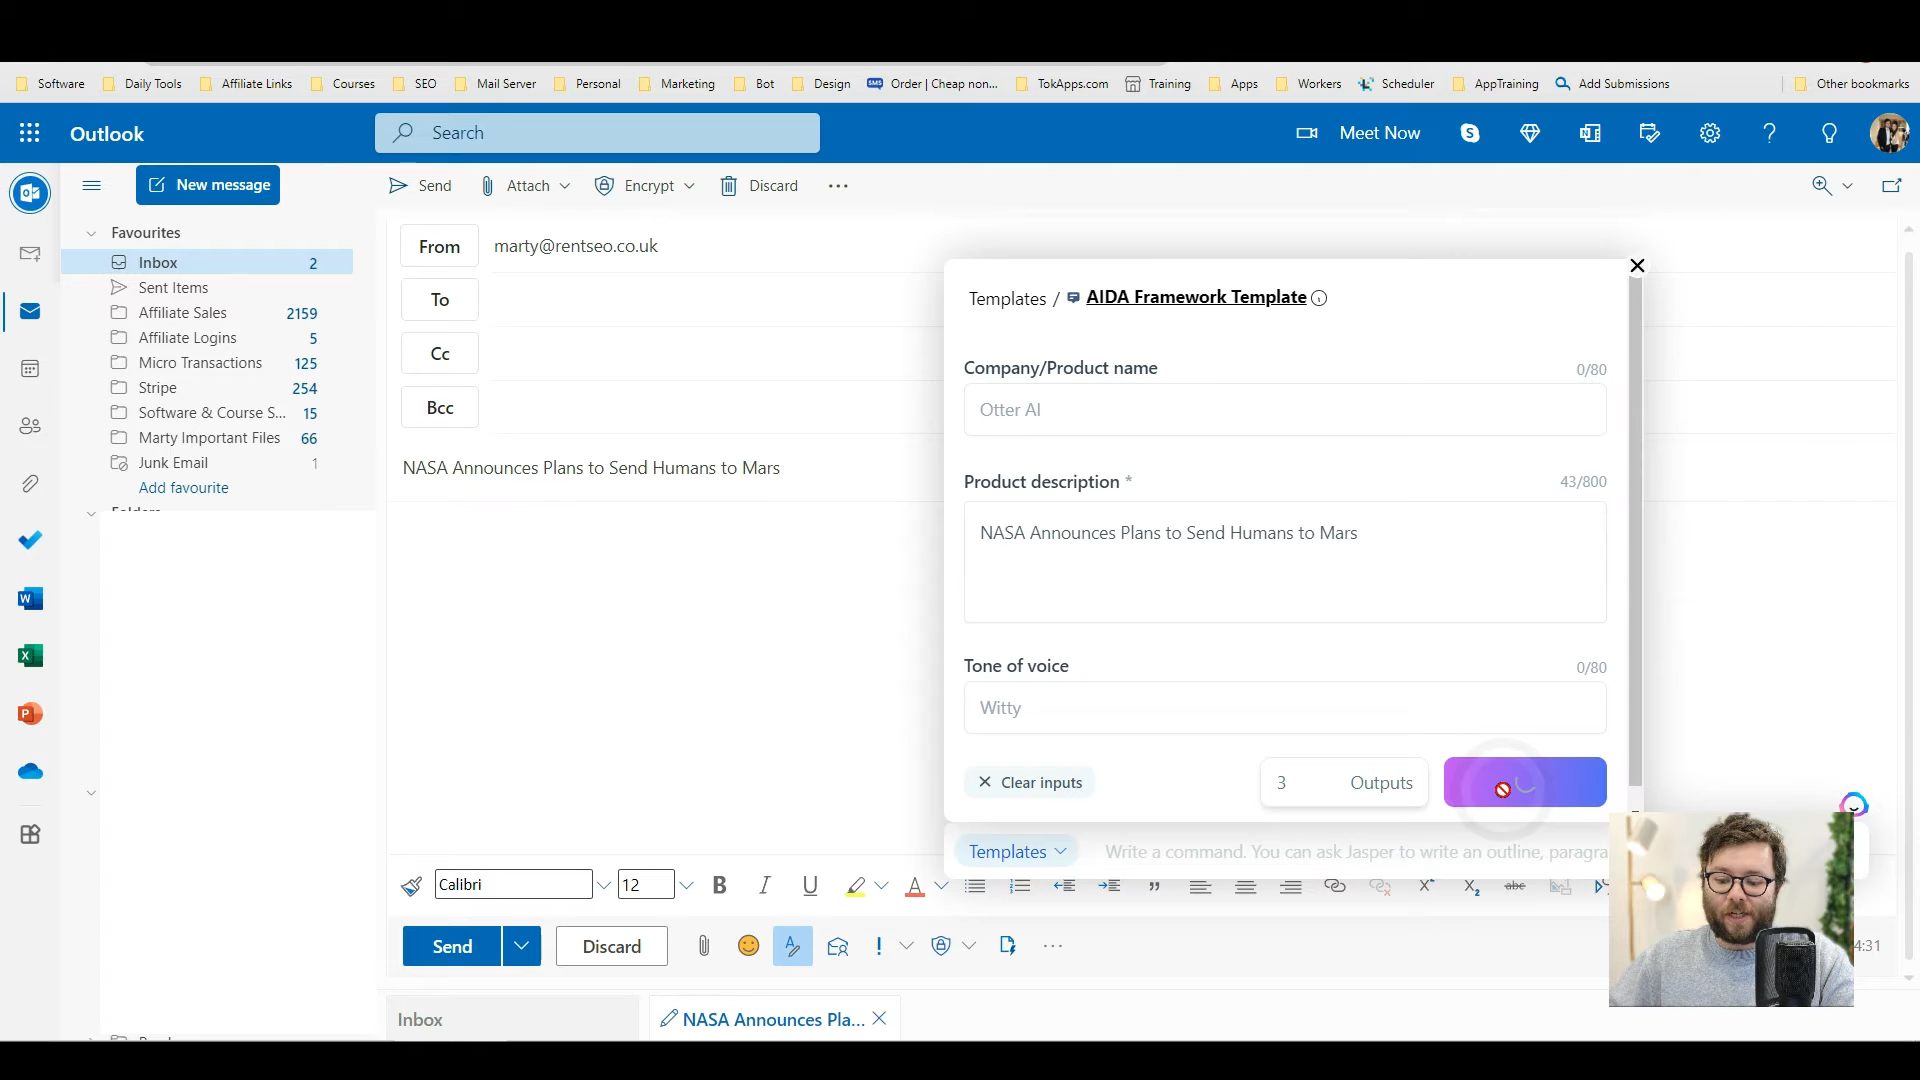 Software
Daily Tools
Affiliate Links
Courses
SEO
Mail Server
Personal
Marketing
Bot
Design
SMS
Order | Cheap non...
TokApps.com
Training
Apps
Workers
Scheduler
AppTraining
Add Submissions
Other bookmarks
Outlook
Search
Meet Now
New message
Send
Attach
Encrypt
Discard
Favourites
Inbox 2
Sent Items
Affiliate Sales 2159
Affiliate Logins 5
Micro Transactions 125
Stripe 254
Software & Course S... 15
Marty Important Files 66
Junk Email 1
Add favourite
Folders
From marty@rentseo.co.uk
To
Cc
Bcc
NASA Announces Plans to Send Humans to Mars
Templates / AIDA Framework Template
Company/Product name 0/80
Otter AI
Product description * 43/800
NASA Announces Plans to Send Humans to Mars
Tone of voice 0/80
Witty
Clear inputs
3 Outputs
Templates
Write a command. You can ask Jasper to write an outline, paragra
Calibri 12 B I U
Send
Discard
4:31
Inbox
NASA Announces Pla...